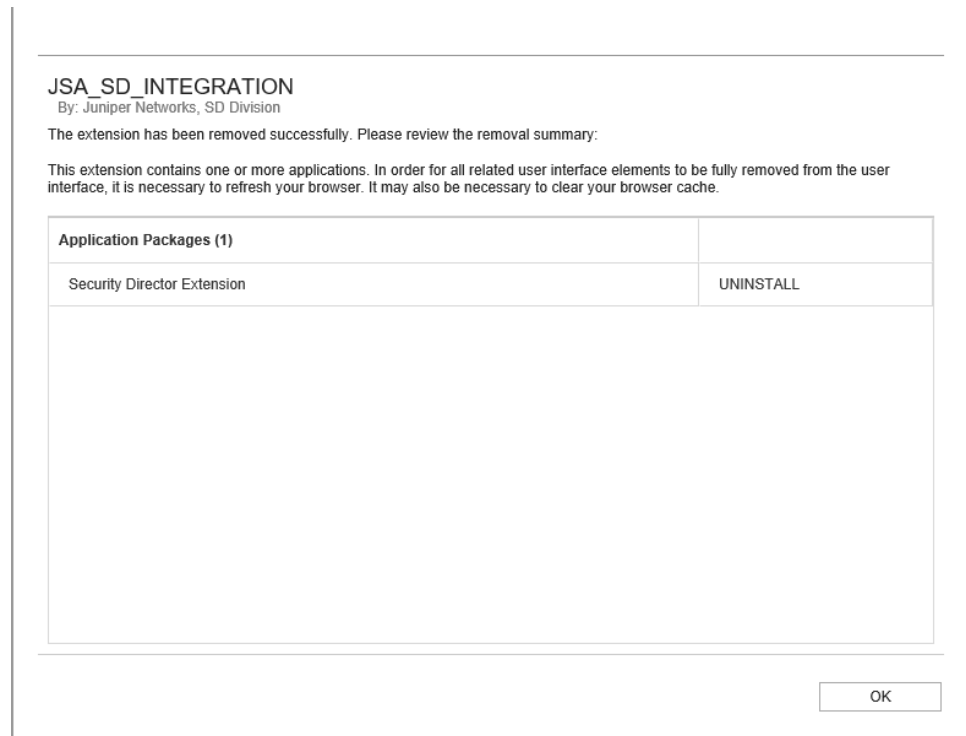 JSA_SD_INTEGRATION
By: Juniper Networks, SD Division
The extension has been removed successfully. Please review the removal summary:
This extension contains one or more applications. In order for all related user interface elements to be fully removed from the user
interface, it is necessary to refresh your browser. It may also be necessary to clear your browser cache.
Application Packages (1)
Security Director Extension UNINSTALL
OK